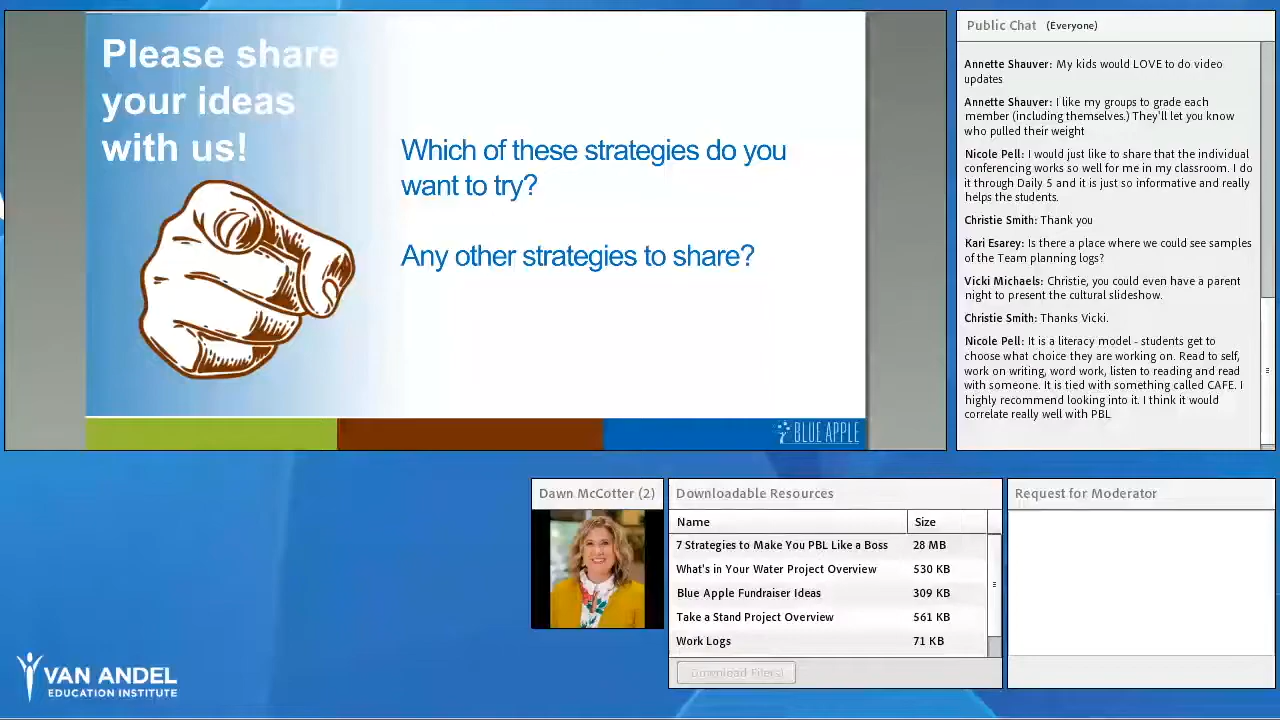 Please share
your ideas
with us!
Which of these strategies do you
want to try?
Any other strategies to share?
BLUE APPLE
Public Chat (Everyone)
Annette Shauver: My kids would LOVE to do video
updates
Annette Shauver: I like my groups to grade each
member (including themselves.) They'll let you know
who pulled their weight
Nicole Pell: I would just like to share that the individual
conferencing works so well for me in my classroom. I do
it through Daily 5 and it is just so informative and really
helps the students.
Christie Smith: Thank you
Kari Esarey: Is there a place where we could see samples
of the Team planning logs?
Vicki Michaels: Christie, you could even have a parent
night to present the cultural slideshow.
Christie Smith: Thanks Vicki.
Nicole Pell: It is a literacy model - students get to
choose what choice they are working on. Read to self,
work on writing, word work, listen to reading and read
with someone. It is tied with something called CAFE. I
highly recommend looking into it. I think it would
correlate really well with PBL
Dawn McCotter (2)
Downloadable Resources
Name Size
7 Strategies to Make You PBL Like a Boss 28 MB
What's in Your Water Project Overview 530 KB
Blue Apple Fundraiser Ideas 309 KB
Take a Stand Project Overview 561 KB
Work Logs 71 KB
Download File(s)
Request for Moderator
VAN ANDEL
EDUCATION INSTITUTE